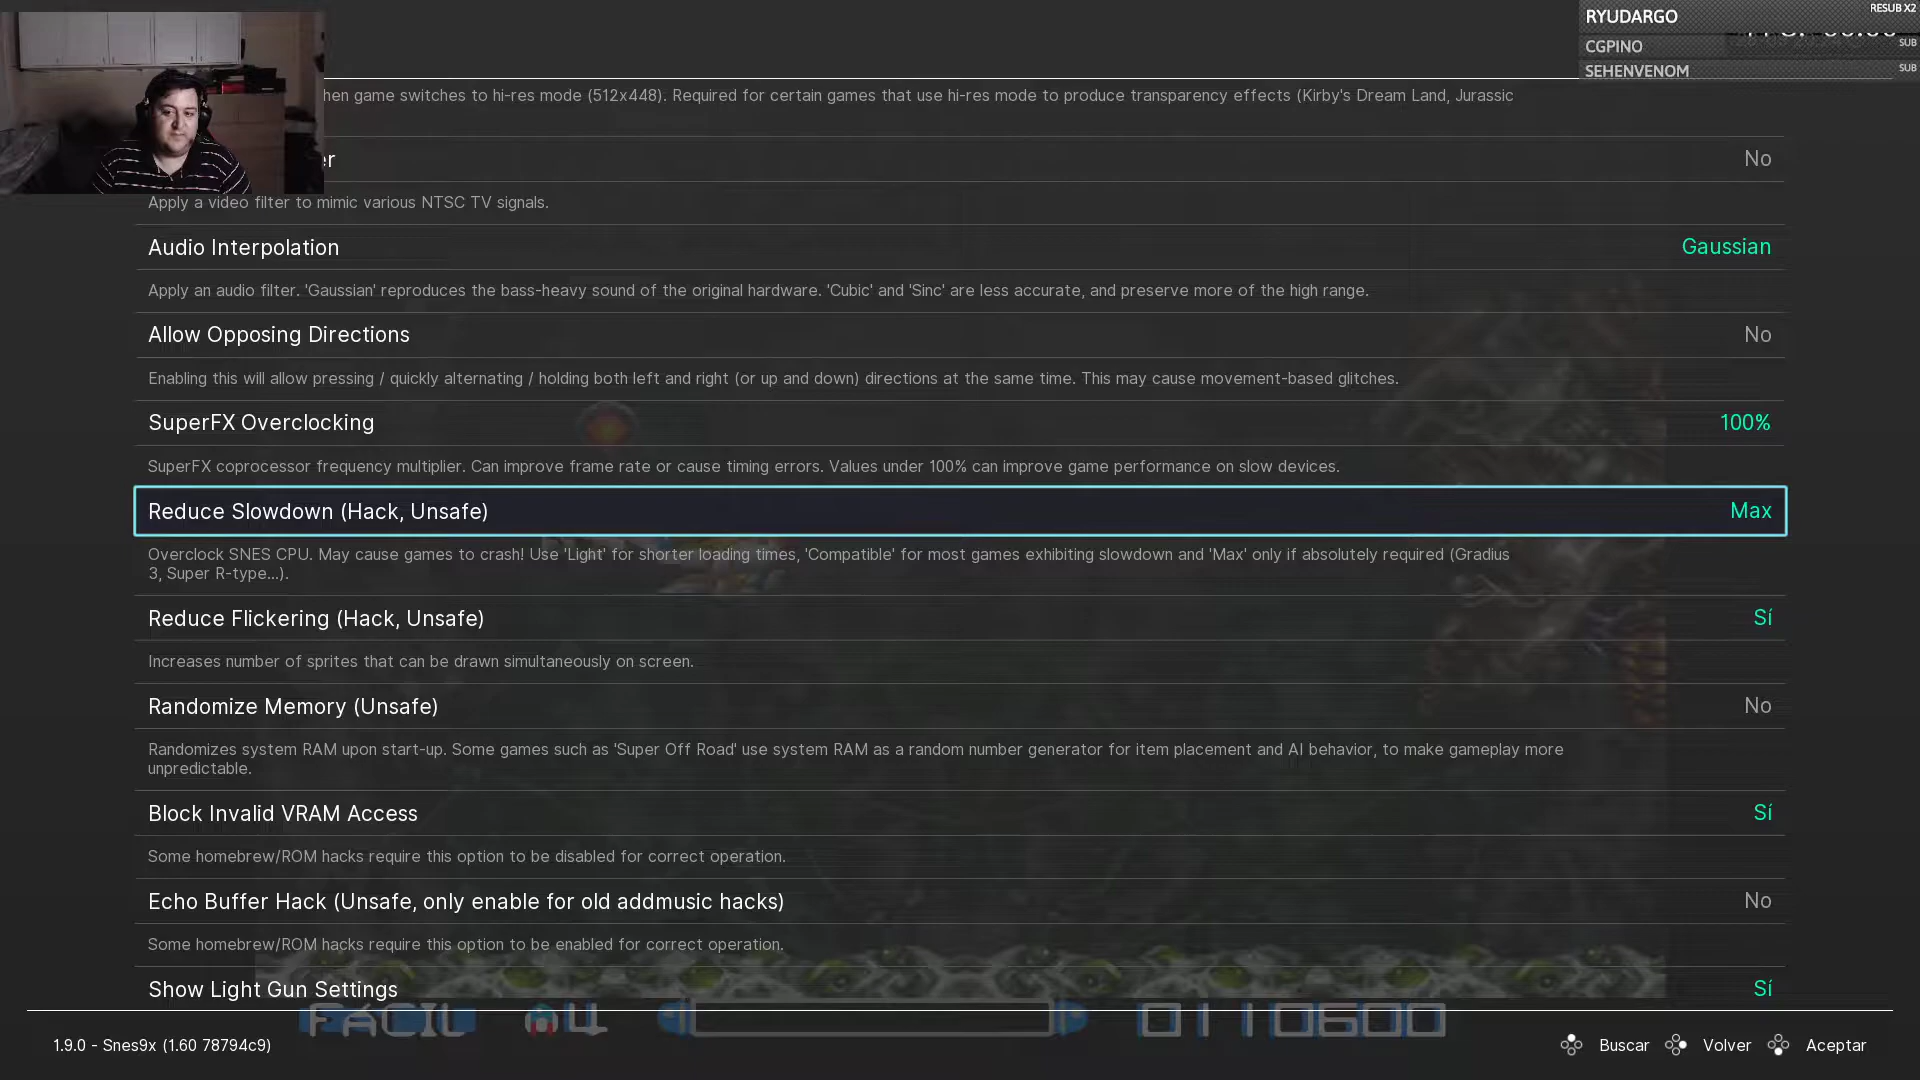 RYUDARGO
RESUB X2
CGPINO
SUB
SEHENVENOM
SUB
hen game switches to hi-res mode (512x448). Required for certain games that use hi-res mode to produce transparency effects (Kirby's Dream Land, Jurassic
er
No
Apply a video filter to mimic various NTSC TV signals.
Audio Interpolation
Gaussian
Apply an audio filter. 'Gaussian' reproduces the bass-heavy sound of the original hardware. 'Cubic' and 'Sinc' are less accurate, and preserve more of the high range.
Allow Opposing Directions
No
Enabling this will allow pressing / quickly alternating / holding both left and right (or up and down) directions at the same time. This may cause movement-based glitches.
SuperFX Overclocking
100%
SuperFX coprocessor frequency multiplier. Can improve frame rate or cause timing errors. Values under 100% can improve game performance on slow devices.
Reduce Slowdown (Hack, Unsafe)
Max
Overclock SNES CPU. May cause games to crash! Use 'Light' for shorter loading times, 'Compatible' for most games exhibiting slowdown and 'Max' only if absolutely required (Gradius
3, Super R-type...).
Reduce Flickering (Hack, Unsafe)
Sí
Increases number of sprites that can be drawn simultaneously on screen.
Randomize Memory (Unsafe)
No
Randomizes system RAM upon start-up. Some games such as 'Super Off Road' use system RAM as a random number generator for item placement and AI behavior, to make gameplay more
unpredictable.
Block Invalid VRAM Access
Sí
Some homebrew/ROM hacks require this option to be disabled for correct operation.
Echo Buffer Hack (Unsafe, only enable for old addmusic hacks)
No
Some homebrew/ROM hacks require this option to be enabled for correct operation.
Show Light Gun Settings
Sí
FACIL 4 0110600
1.9.0 - Snes9x (1.60 78794c9)
Buscar Volver Aceptar